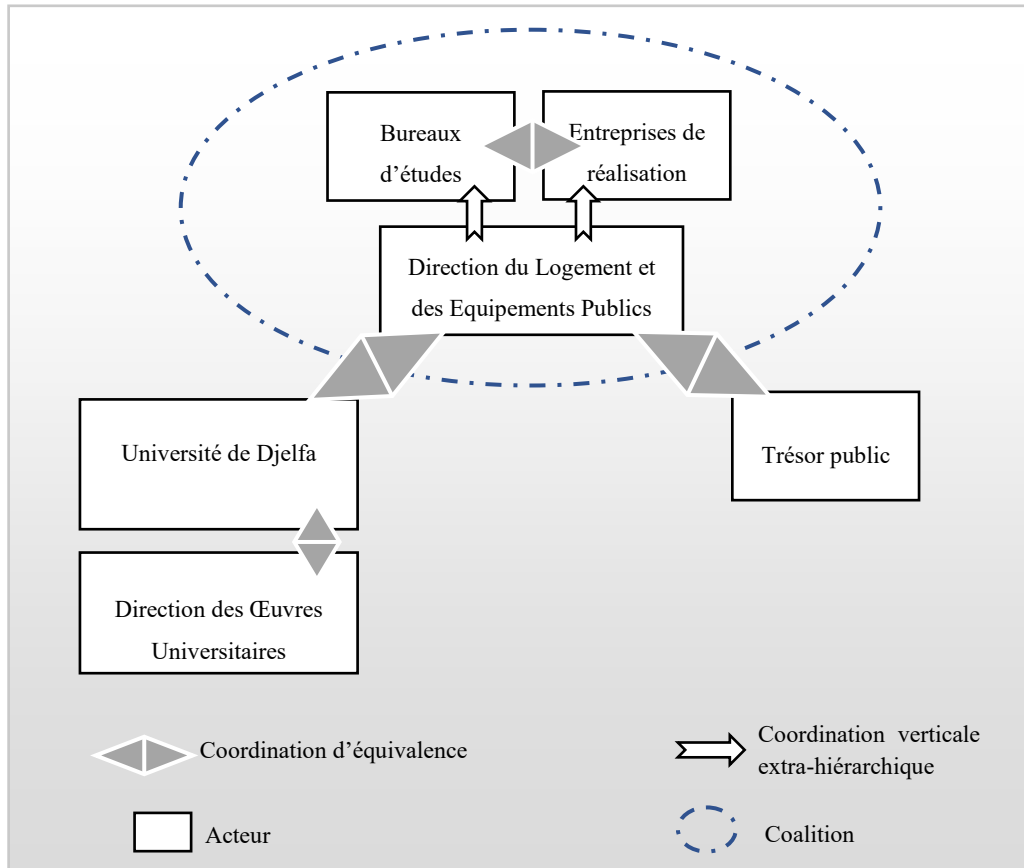 Bureaux
d'études
Entreprises de
réalisation
Direction du Logement et
des Equipements Publics
Université de Djelfa
Trésor public
Direction des Œuvres
Universitaires
Coordination d'équivalence
Coordination verticale
extra-hiérarchique
Acteur
Coalition